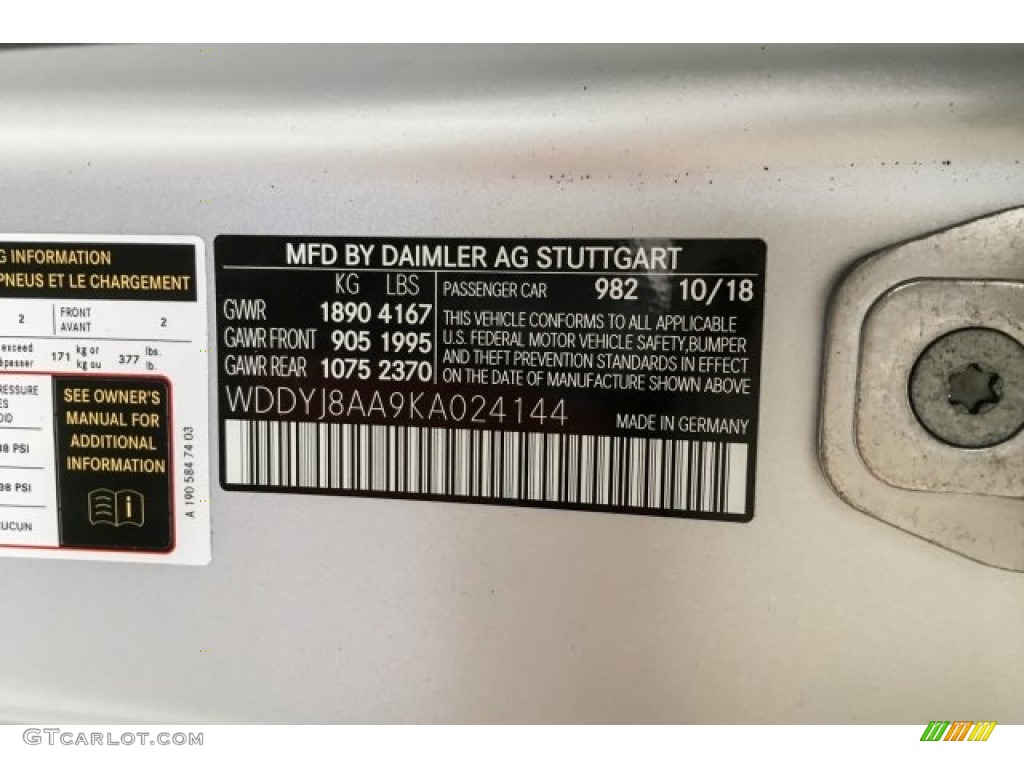 G INFORMATION
PNEUS ET LE CHARGEMENT
2 FRONT AVANT 2
exceed
épasser 171 kg or kg ou 377 lbs. lb.
RESSURE
ES
OID
38 PSI
38 PSI
UCUN
SEE OWNER'S
MANUAL FOR
ADDITIONAL
INFORMATION
i
A 190 584 74 03
MFD BY DAIMLER AG STUTTGART
KG LBS
GVWR 1890 4167
GAWR FRONT 905 1995
GAWR REAR 1075 2370
PASSENGER CAR 982 10/18
THIS VEHICLE CONFORMS TO ALL APPLICABLE
U.S. FEDERAL MOTOR VEHICLE SAFETY,BUMPER
AND THEFT PREVENTION STANDARDS IN EFFECT
ON THE DATE OF MANUFACTURE SHOWN ABOVE
WDDYJ8AA9KA024144
MADE IN GERMANY
GTCARLOT.COM